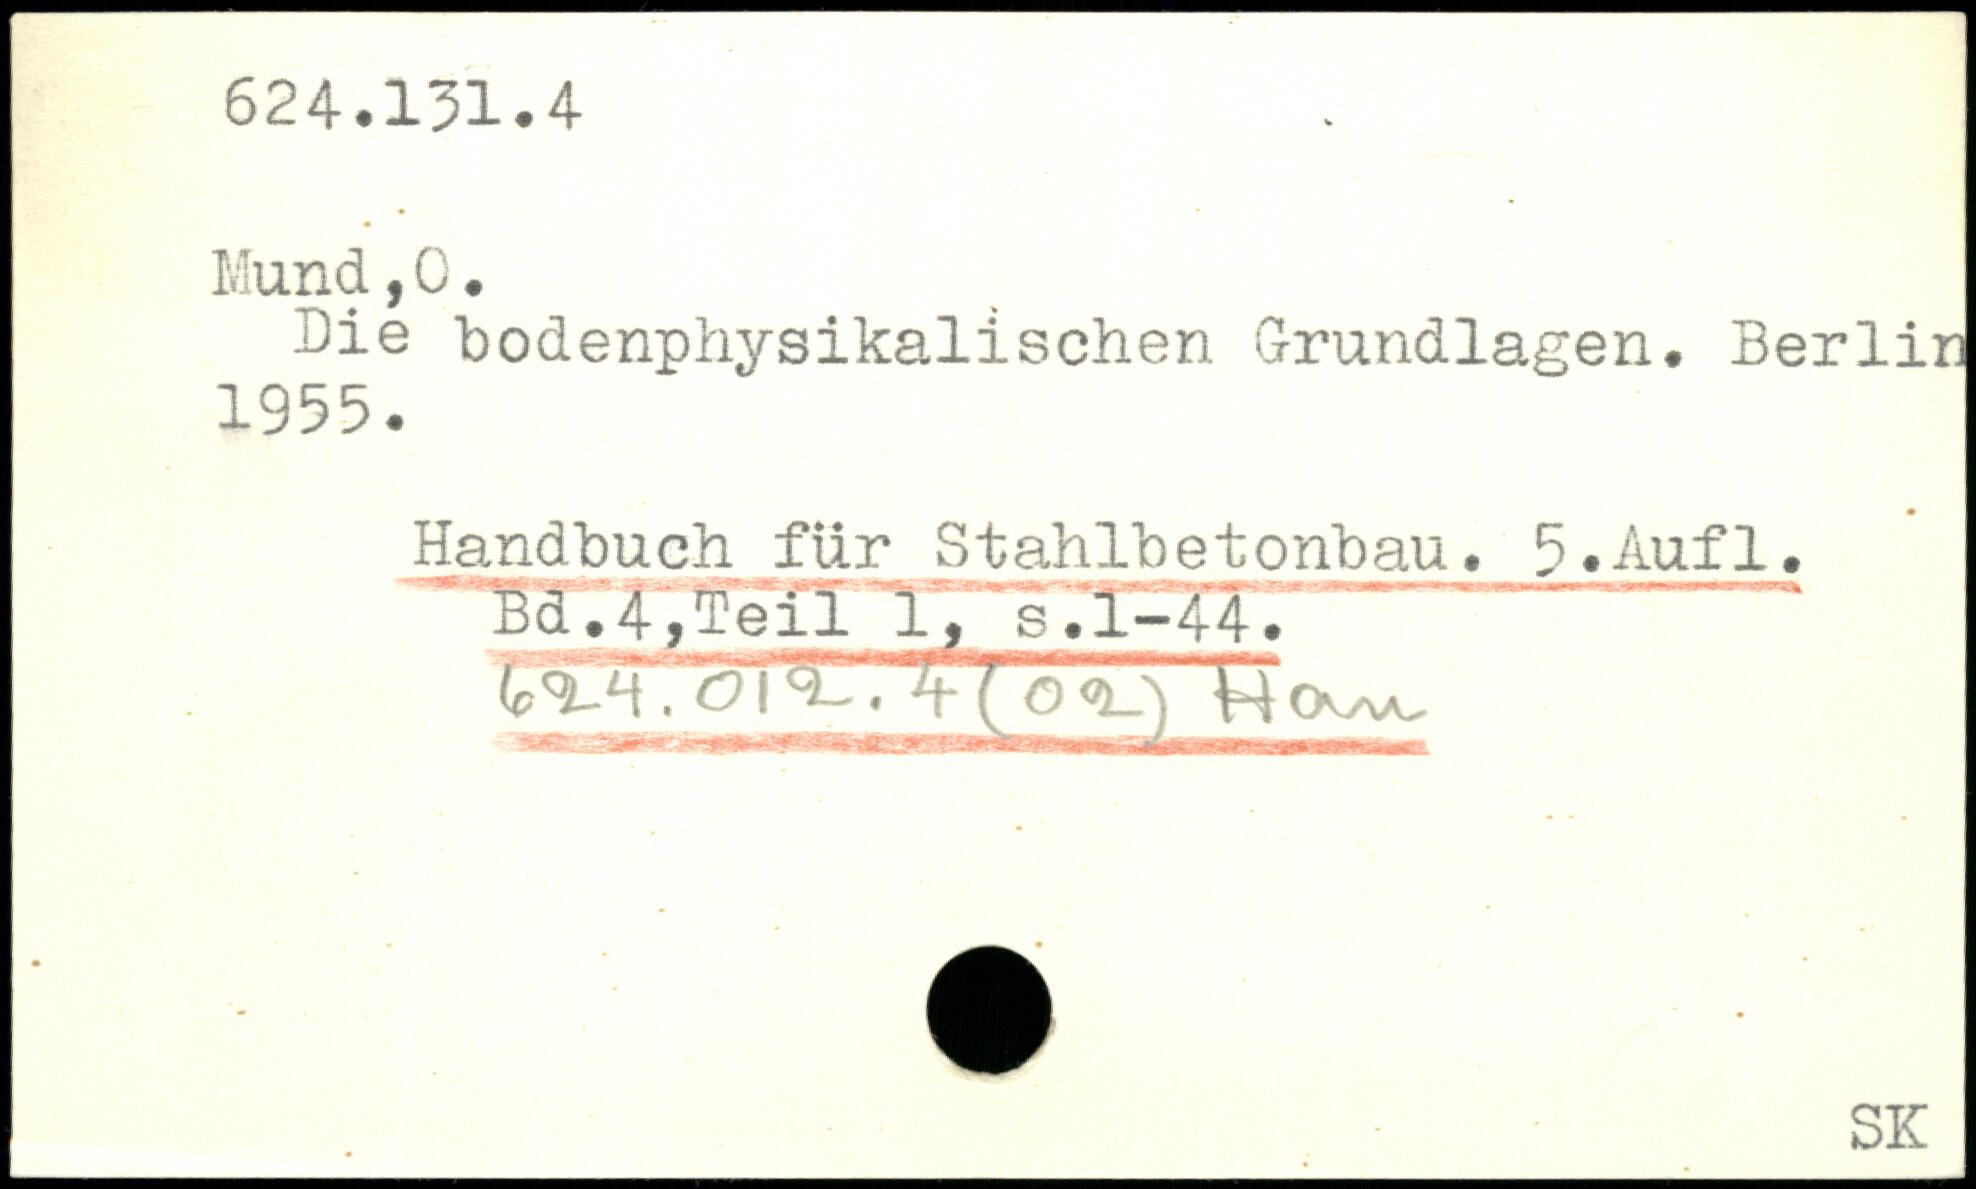 624.131.4
Mund,O.
Die bodenphysikalischen Grundlagen. Berlin
1955.
Handbuch für Stahlbetonbau. 5.Aufl.
Bd.4,Teil 1, s.1-44.
624.012.4(02) Han
SK